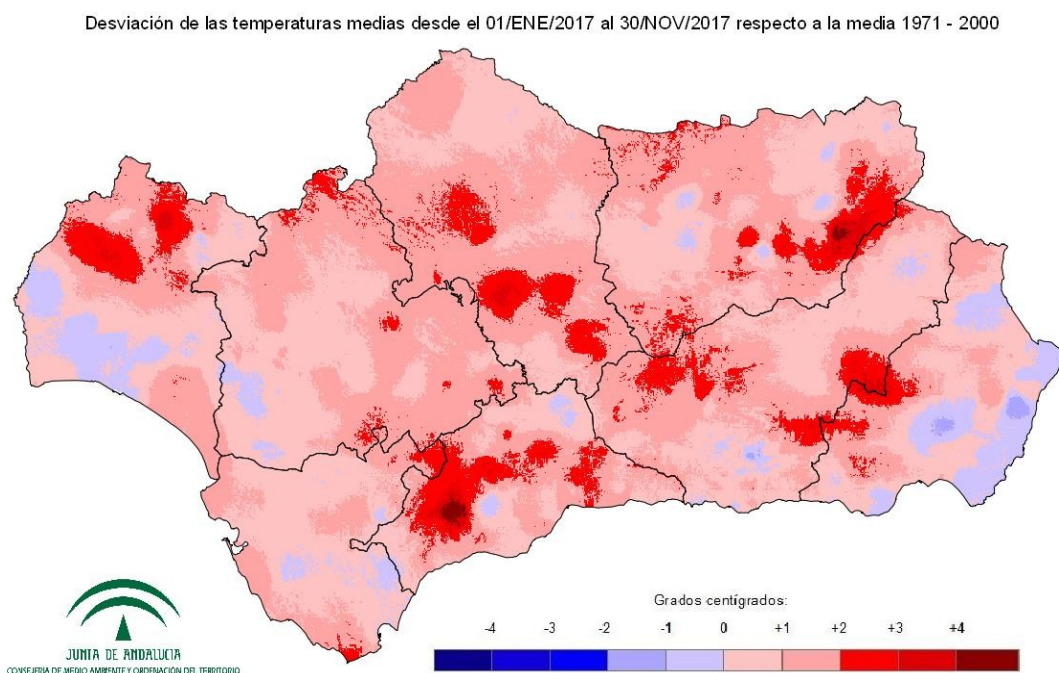 Desviación de las temperaturas medias desde el 01/ENE/2017 al 30/NOV/2017 respecto a la media 1971 - 2000
Grados centígrados:
-4 -3 -2 -1 0 +1 +2 +3 +4
JUNTA DE ANDALUCIA
CONSEJERÍA DE MEDIO AMBIENTE Y ORDENACIÓN DEL TERRITORIO